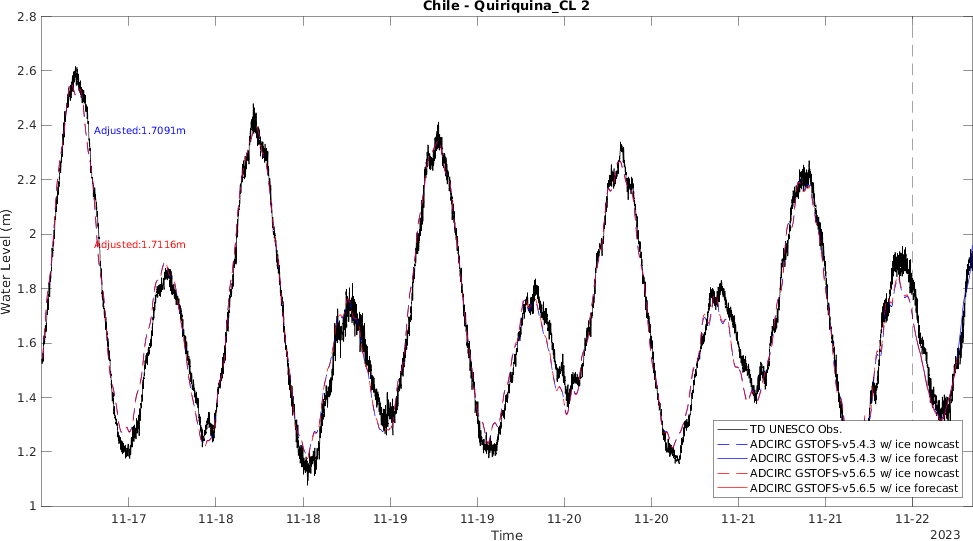 Chile - Quiriquina_CL 2
2.8
2.6
2.4
2.2
2
1.8
1.6
1.4
1.2
1
Water Level (m)
Adjusted:1.7091m
Adjusted:1.7116m
TD UNESCO Obs.
ADCIRC GSTOFS-v5.4.3 w/ ice nowcast
ADCIRC GSTOFS-v5.4.3 w/ ice forecast
ADCIRC GSTOFS-v5.6.5 w/ ice nowcast
ADCIRC GSTOFS-v5.6.5 w/ ice forecast
11-17 11-18 11-18 11-19 11-19 11-20 11-20 11-21 11-21 11-22
Time
2023